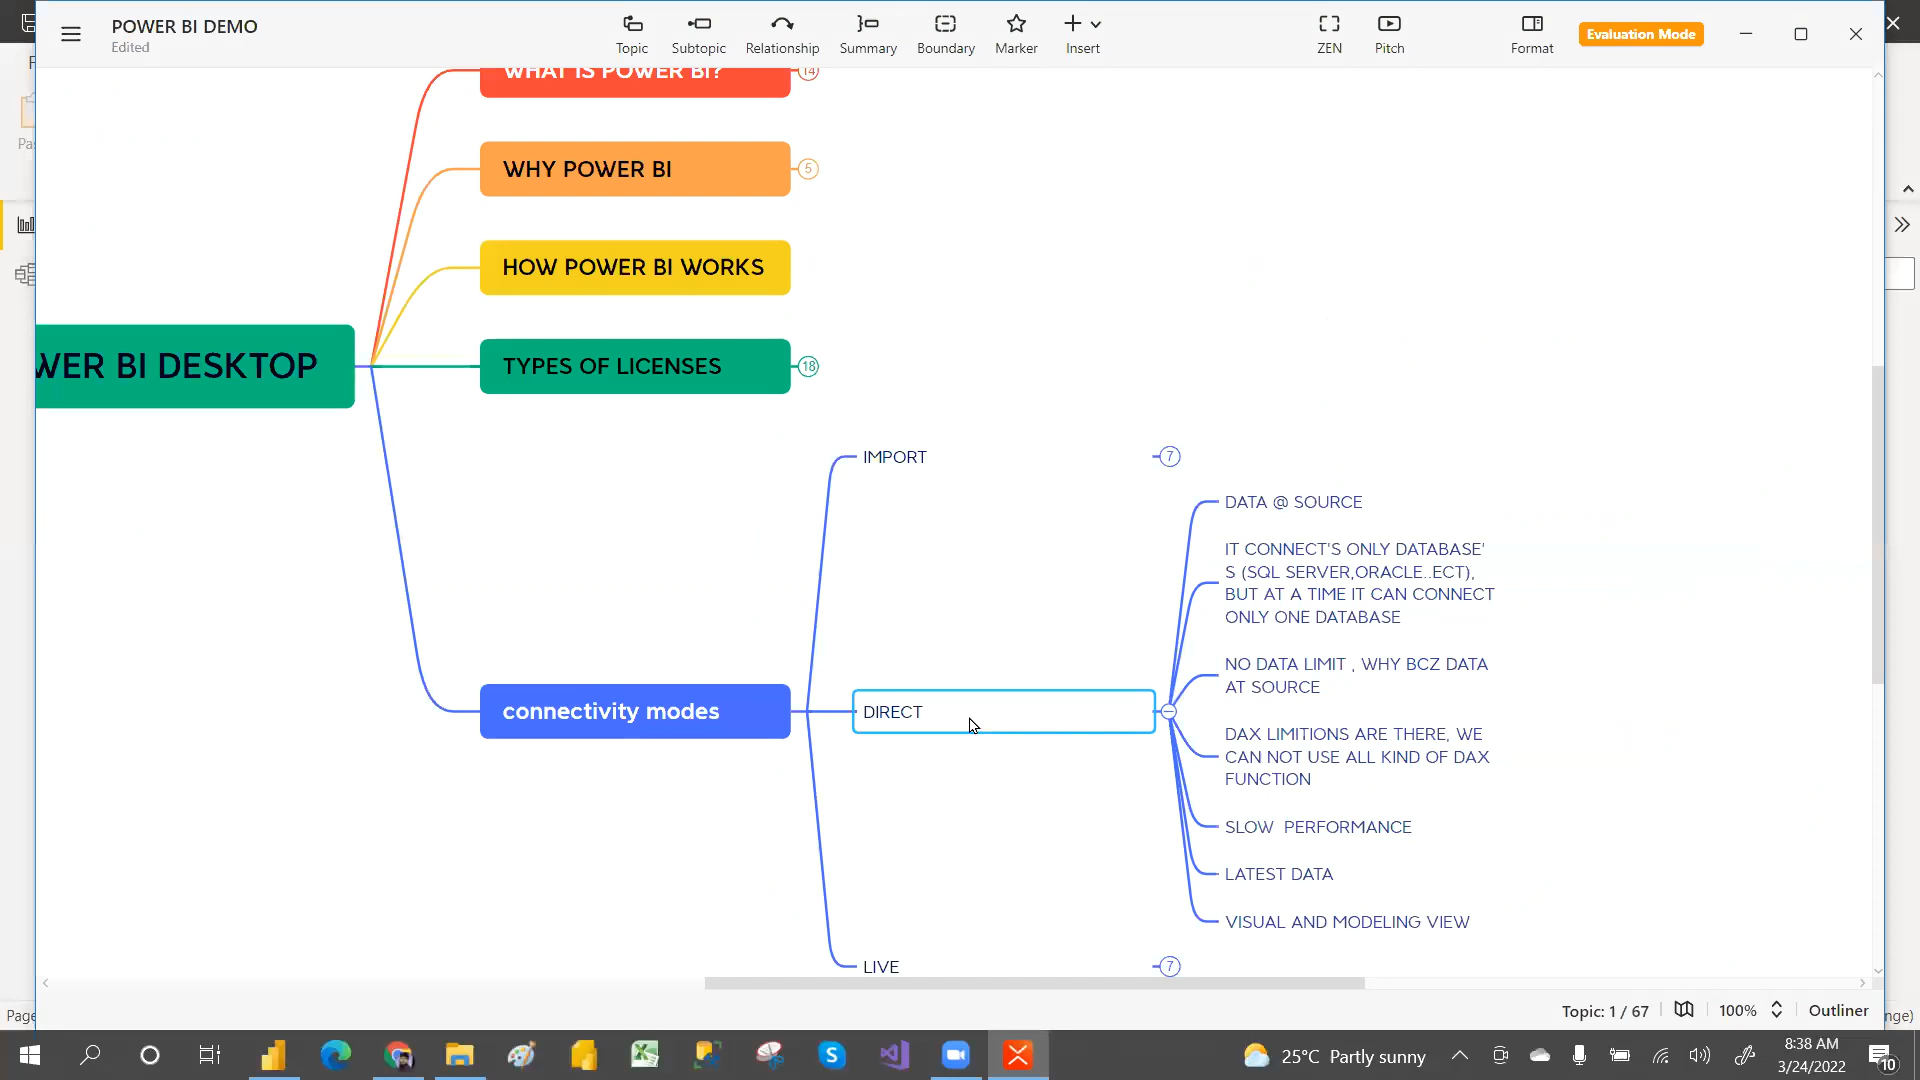 POWER BI DEMO
Edited
Topic
Subtopic
Relationship
Summary
Boundary
Marker
Insert
ZEN
Pitch
Format
Evaluation Mode
WHAT IS POWER BI?
14
WHY POWER BI
5
HOW POWER BI WORKS
WER BI DESKTOP
TYPES OF LICENSES
18
IMPORT
7
DATA @ SOURCE
IT CONNECT'S ONLY DATABASE'
S (SQL SERVER,ORACLE..ECT),
BUT AT A TIME IT CAN CONNECT
ONLY ONE DATABASE
NO DATA LIMIT , WHY BCZ DATA
AT SOURCE
connectivity modes
DIRECT
DAX LIMITIONS ARE THERE, WE
CAN NOT USE ALL KIND OF DAX
FUNCTION
SLOW  PERFORMANCE
LATEST DATA
VISUAL AND MODELING VIEW
LIVE
7
Topic: 1 / 67
100%
Outliner
Page
nge)
25°C Partly sunny
8:38 AM
3/24/2022
10